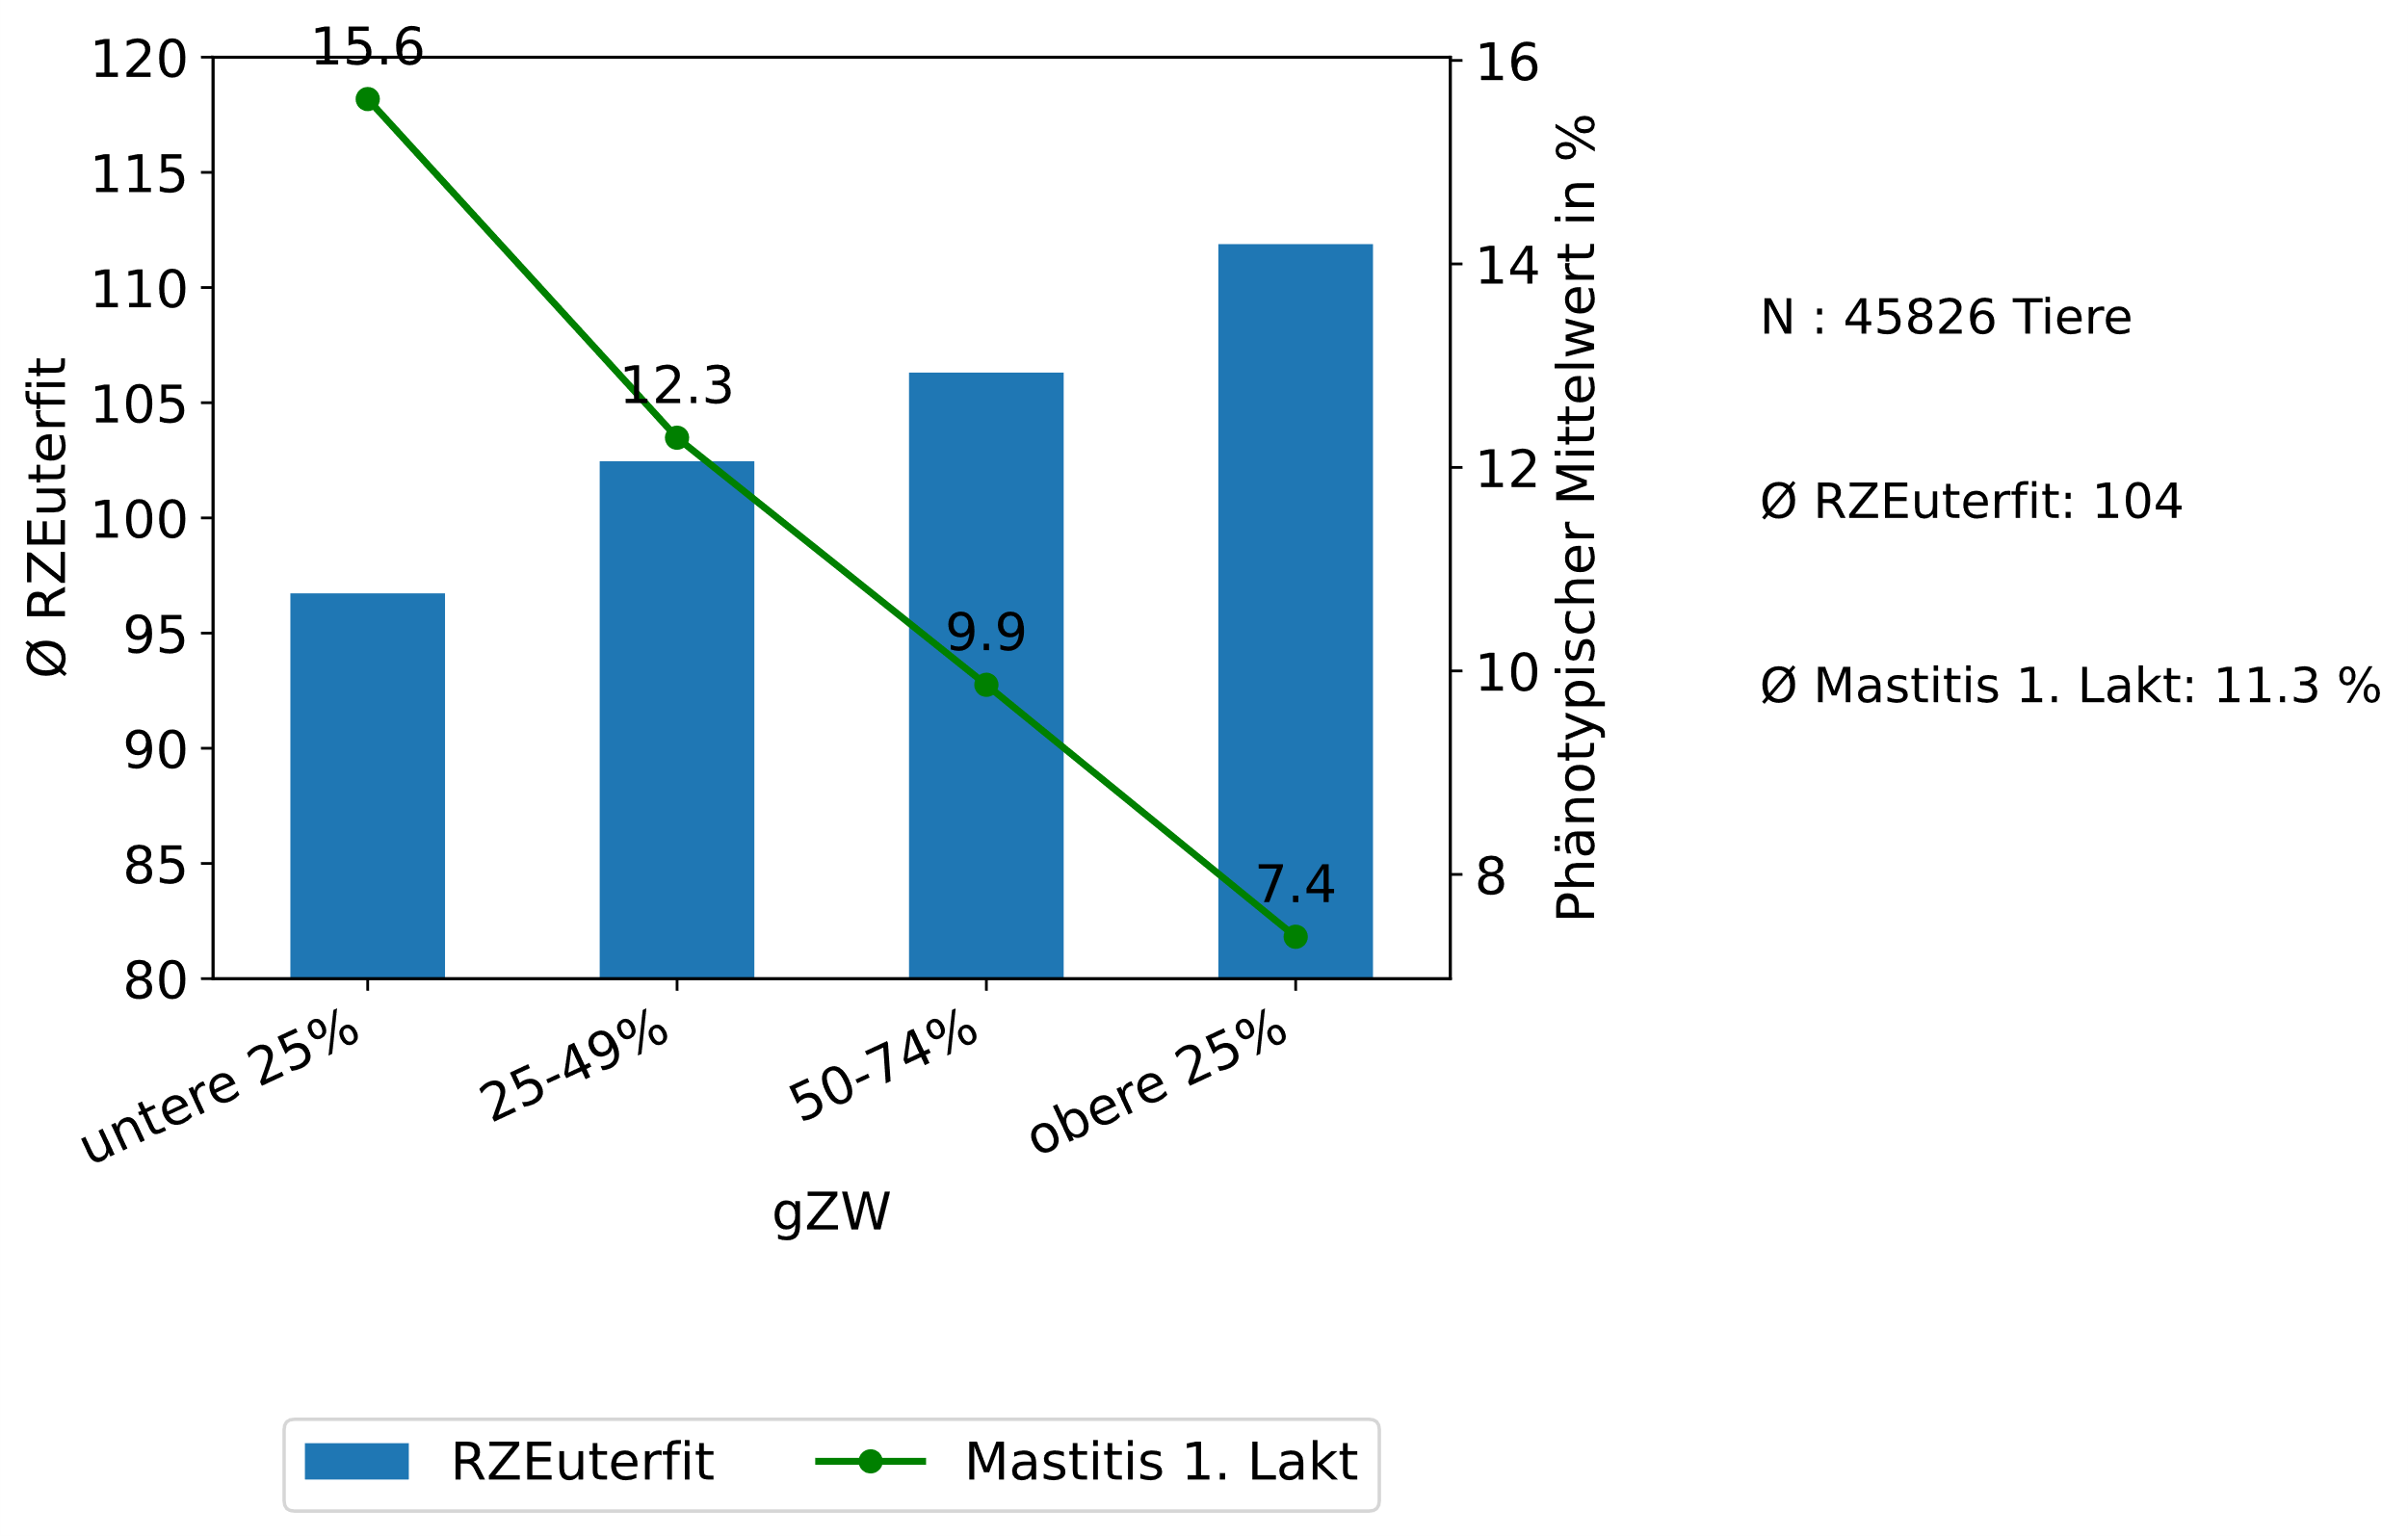 15.6
12.3
9.9
7.4
120
115
110
105
100
95
90
85
80
Ø RZEuterfit
16
14
12
10
8
Phänotypischer Mittelwert in %
untere 25%
25-49%
50-74%
obere 25%
gZW
N : 45826 Tiere
Ø RZEuterfit: 104
Ø Mastitis 1. Lakt: 11.3 %
RZEuterfit
Mastitis 1. Lakt